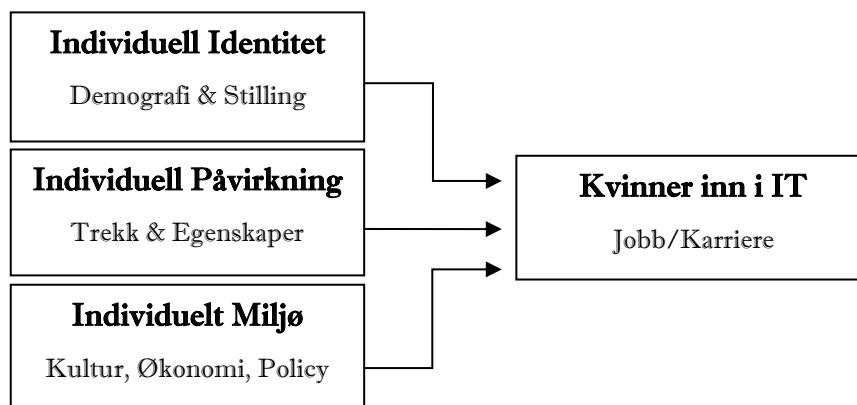 Individuell Identitet
Demografi & Stilling
Individuell Påvirkning
Trekk & Egenskaper
Individuelt Miljø
Kultur, Økonomi, Policy
Kvinner inn i IT
Jobb/Karriere